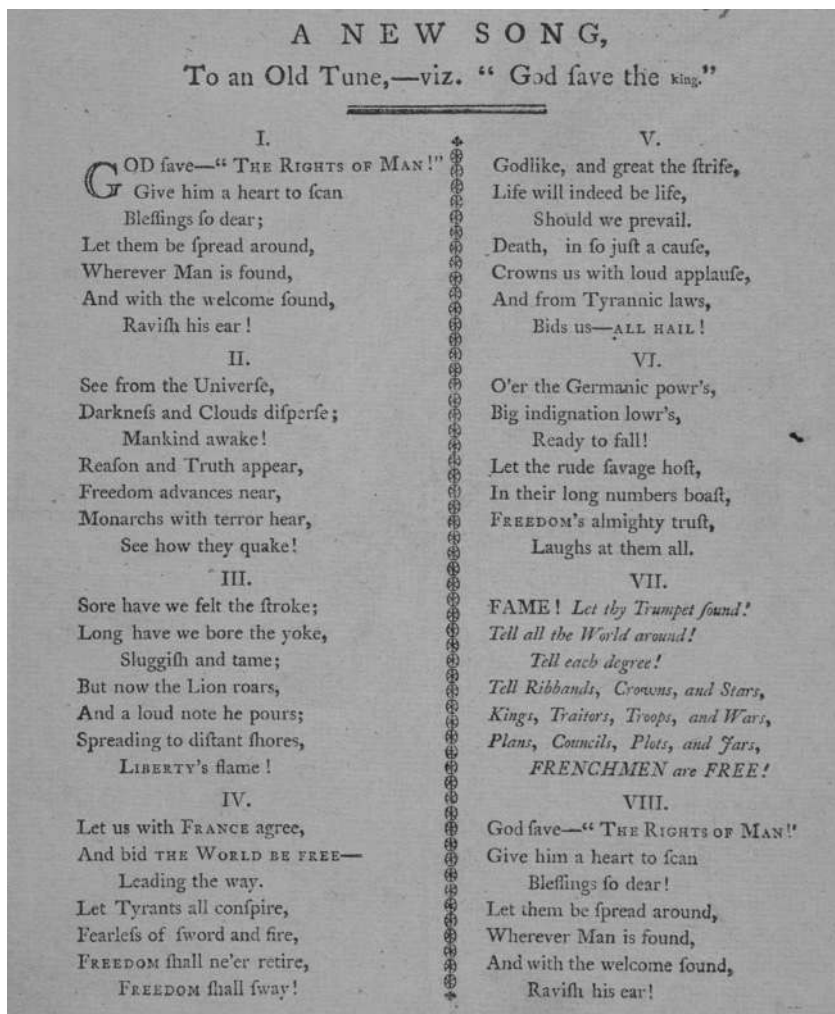 A NEW SONG,
To an Old Tune,—viz. “ God ſave the king.”
I.
GOD ſave—“ THE RIGHTS OF MAN!”
Give him a heart to ſcan
Bleſſings ſo dear;
Let them be ſpread around,
Wherever Man is found,
And with the welcome ſound,
Raviſh his ear !
II.
See from the Univerſe,
Darkneſs and Clouds diſperſe;
Mankind awake!
Reaſon and Truth appear,
Freedom advances near,
Monarchs with terror hear,
See how they quake!
III.
Sore have we felt the ſtroke;
Long have we bore the yoke,
Sluggiſh and tame;
But now the Lion roars,
And a loud note he pours;
Spreading to diſtant ſhores,
LIBERTY's flame !
IV.
Let us with FRANCE agree,
And bid THE WORLD BE FREE—
Leading the way.
Let Tyrants all conſpire,
Fearleſs of ſword and fire,
FREEDOM ſhall ne'er retire,
FREEDOM ſhall ſway!
V.
Godlike, and great the ſtrife,
Life will indeed be life,
Should we prevail.
Death, in ſo juſt a cauſe,
Crowns us with loud applauſe,
And from Tyrannic laws,
Bids us—ALL HAIL !
VI.
O'er the Germanic powr's,
Big indignation lowr's,
Ready to fall!
Let the rude ſavage hoſt,
In their long numbers boaſt,
FREEDOM's almighty truſt,
Laughs at them all.
VII.
FAME ! Let thy Trumpet ſound!
Tell all the World around!
Tell each degree!
Tell Ribbands, Crowns, and Stars,
Kings, Traitors, Troops, and Wars,
Plans, Councils, Plots, and Jars,
FRENCHMEN are FREE!
VIII.
God ſave—“ THE RIGHTS OF MAN!'
Give him a heart to ſcan
Bleſſings ſo dear!
Let them be ſpread around,
Wherever Man is found,
And with the welcome ſound,
Raviſh his ear!